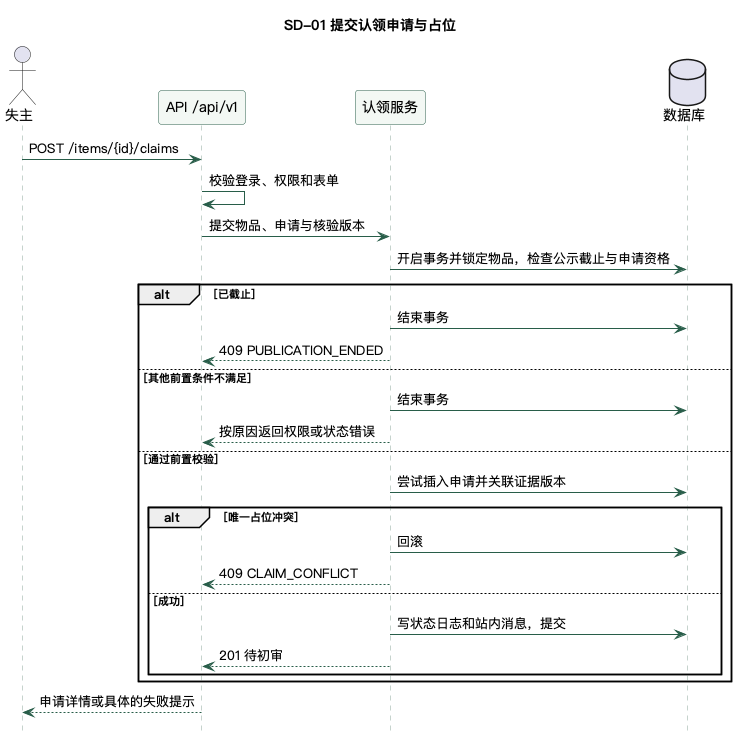 SD-01 提交认领申请与占位
失主
API /api/v1
认领服务
数据库
POST /items/{id}/claims
校验登录、权限和表单
提交物品、申请与核验版本
开启事务并锁定物品，检查公示截止与申请资格
alt
[已截止]
结束事务
409 PUBLICATION_ENDED
[其他前置条件不满足]
结束事务
按原因返回权限或状态错误
[通过前置校验]
尝试插入申请并关联证据版本
alt
[唯一占位冲突]
回滚
409 CLAIM_CONFLICT
[成功]
写状态日志和站内消息，提交
201 待初审
申请详情或具体的失败提示